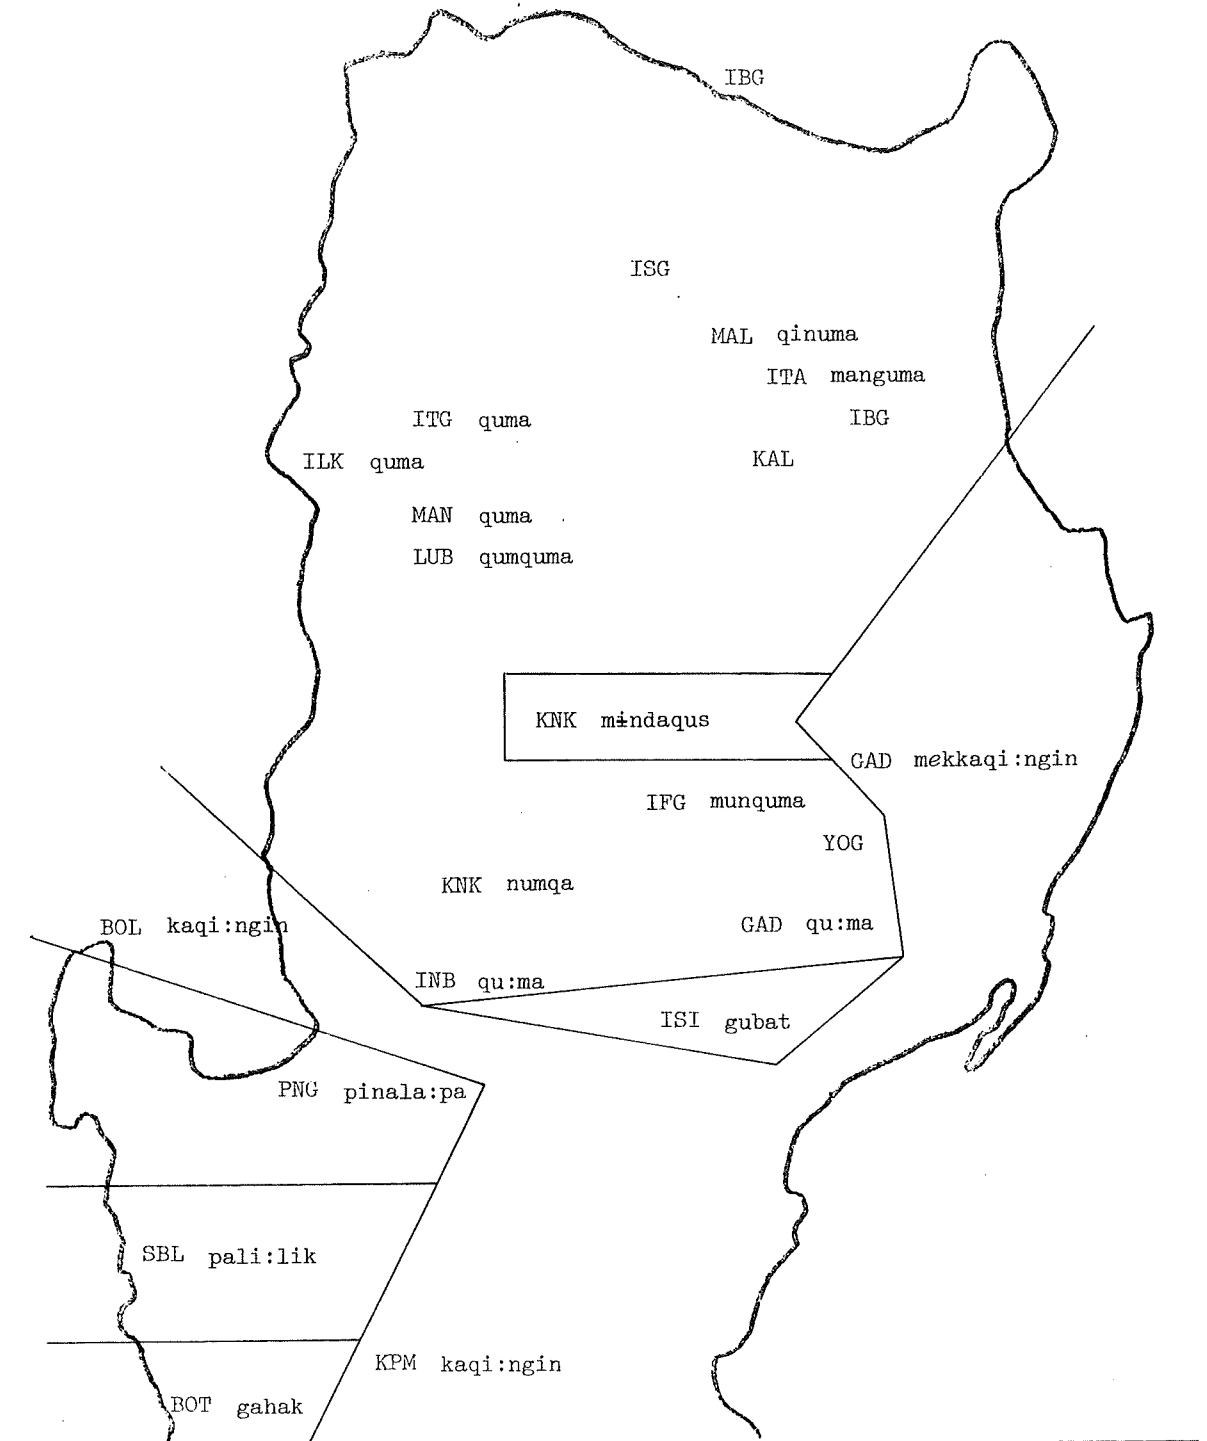 IBG
ISG
MAL qinuma
ITA manguma
ITG quma
IBG
ILK quma
KAL
MAN quma
LUB qumquma
KNK mɨndaqus
GAD mekkaqi:ngin
IFG munquma
YOG
KNK numqa
GAD qu:ma
BOL kaqi:ngin
INB qu:ma
ISI gubat
PNG pinala:pa
SBL pali:lik
KPM kaqi:ngin
BOT gahak